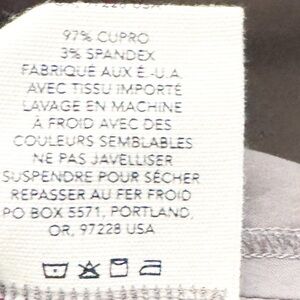 97% CUPRO
3% SPANDEX
FABRIQUÉ AUX É.-U.A.
AVEC TISSU IMPORTÉ
LAVAGE EN MACHINE
À FROID AVEC DES
COULEURS SEMBLABLES
NE PAS JAVELLISER
SUSPENDRE POUR SÉCHER
REPASSER AU FER FROID
PO BOX 5571, PORTLAND,
OR, 97228 USA